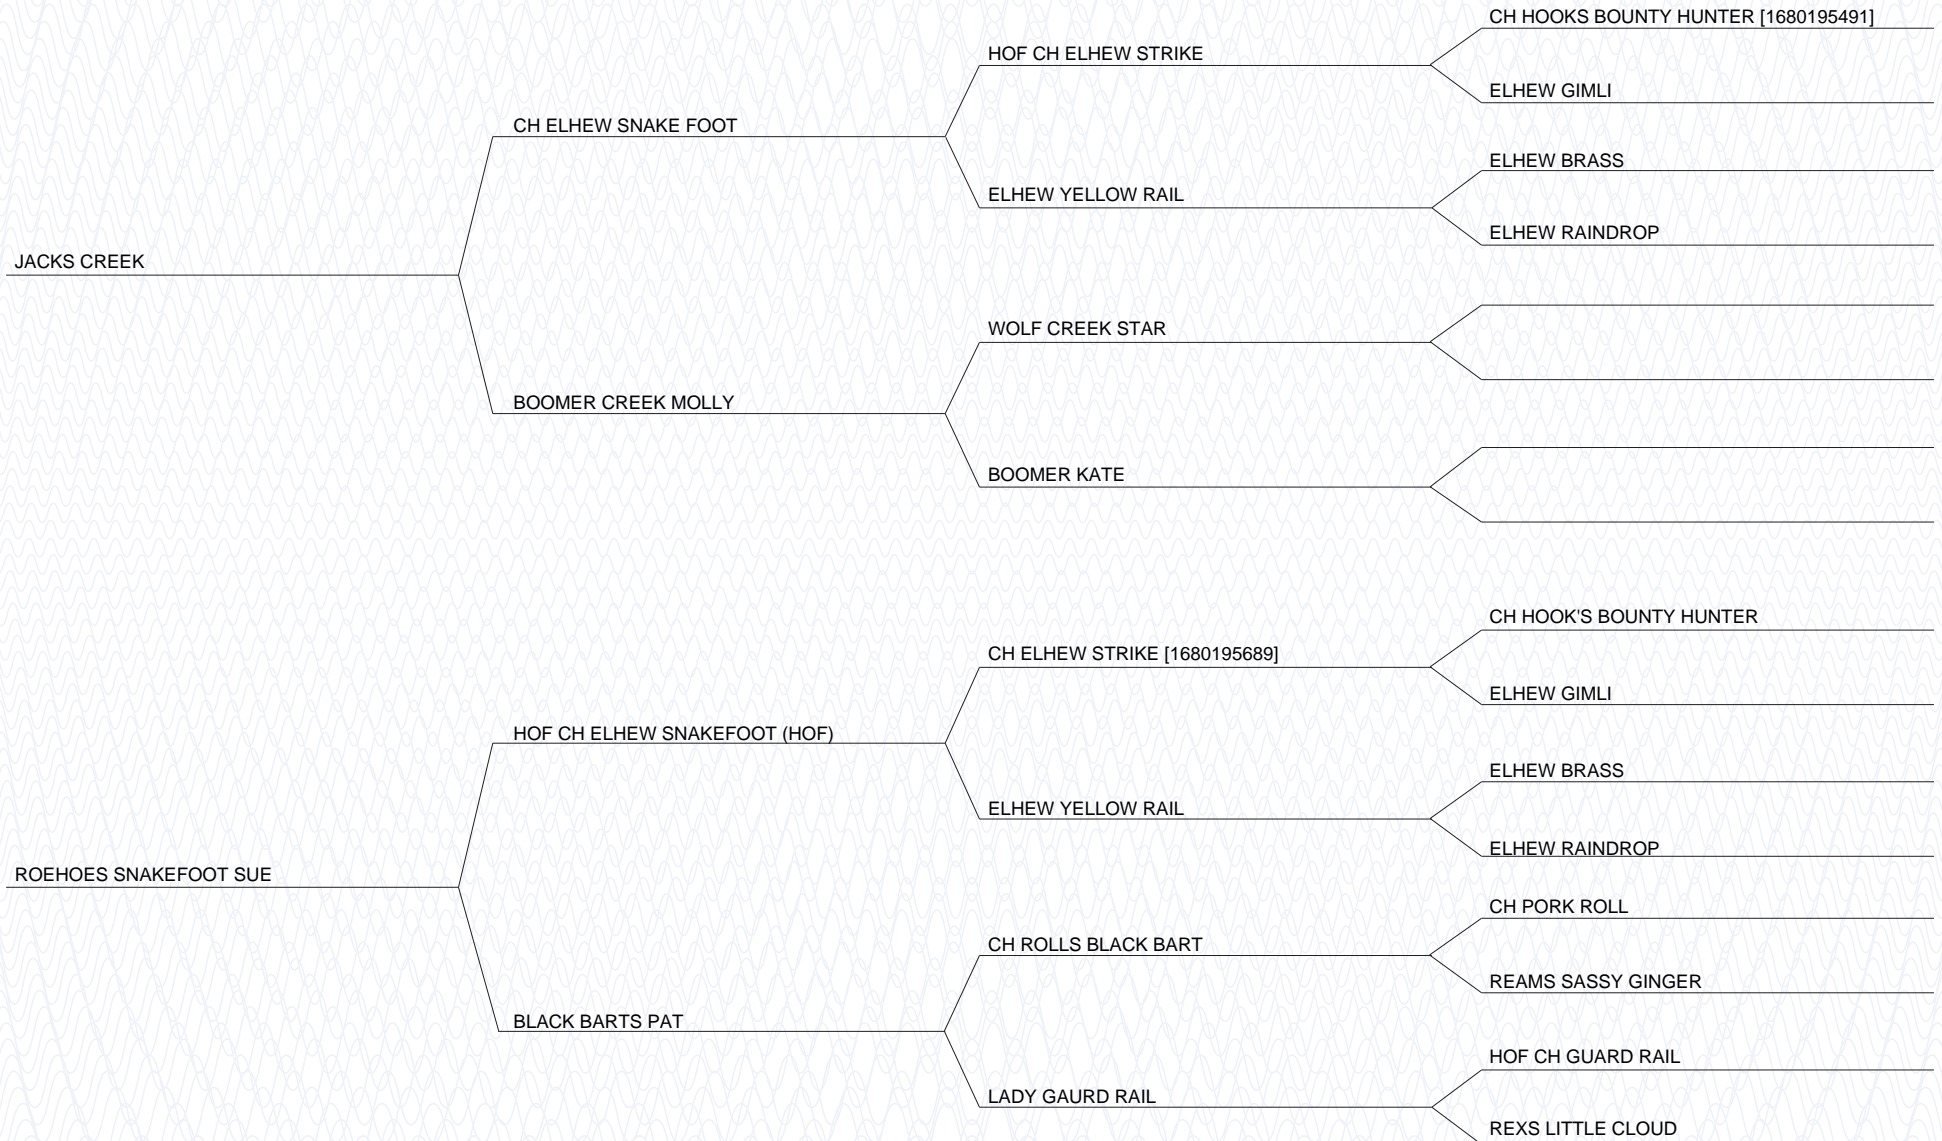 CH HOOKS BOUNTY HUNTER [1680195491]
HOF CH ELHEW STRIKE
ELHEW GIMLI
CH ELHEW SNAKE FOOT
ELHEW BRASS
ELHEW YELLOW RAIL
ELHEW RAINDROP
JACKS CREEK
WOLF CREEK STAR
BOOMER CREEK MOLLY
BOOMER KATE
CH HOOK'S BOUNTY HUNTER
CH ELHEW STRIKE [1680195689]
ELHEW GIMLI
HOF CH ELHEW SNAKEFOOT (HOF)
ELHEW BRASS
ELHEW YELLOW RAIL
ELHEW RAINDROP
ROEHOES SNAKEFOOT SUE
CH PORK ROLL
CH ROLLS BLACK BART
REAMS SASSY GINGER
BLACK BARTS PAT
HOF CH GUARD RAIL
LADY GAURD RAIL
REXS LITTLE CLOUD